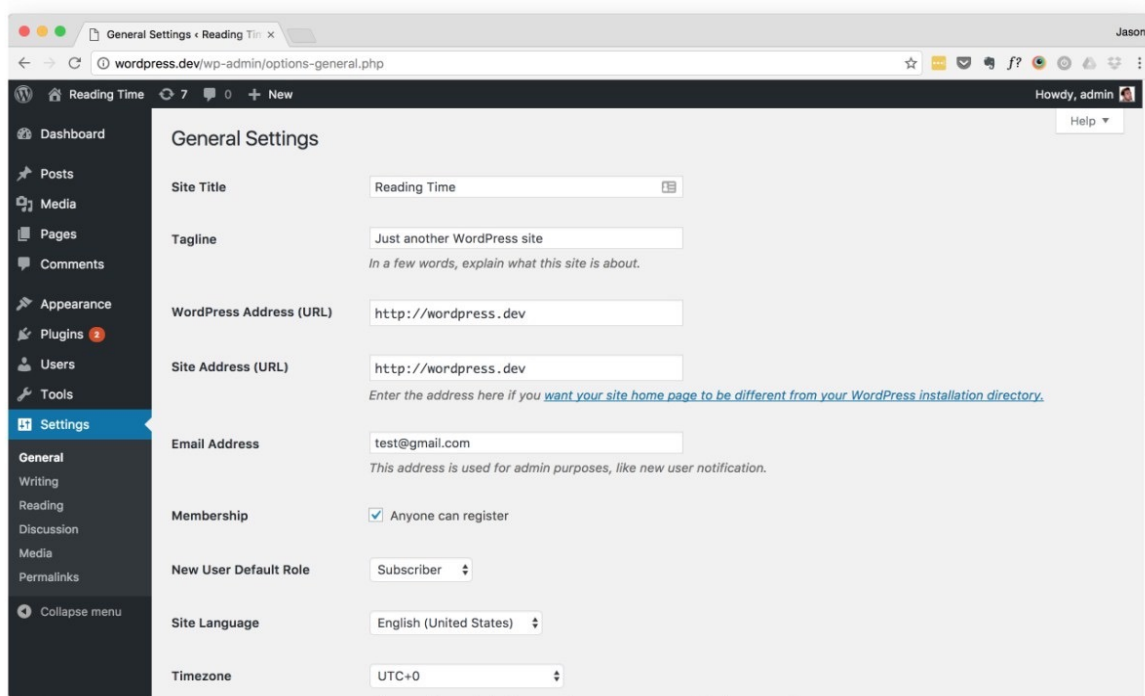 General Settings ‹ Reading Tim
Jason
wordpress.dev/wp-admin/options-general.php
f?
Reading Time 7 0 + New
Howdy, admin
Help
Dashboard
Posts
Media
Pages
Comments
Appearance
Plugins 2
Users
Tools
Settings
General
Writing
Reading
Discussion
Media
Permalinks
Collapse menu
General Settings
Site Title
Reading Time
Tagline
Just another WordPress site
In a few words, explain what this site is about.
WordPress Address (URL)
http://wordpress.dev
Site Address (URL)
http://wordpress.dev
Enter the address here if you want your site home page to be different from your WordPress installation directory.
Email Address
test@gmail.com
This address is used for admin purposes, like new user notification.
Membership
Anyone can register
New User Default Role
Subscriber
Site Language
English (United States)
Timezone
UTC+0